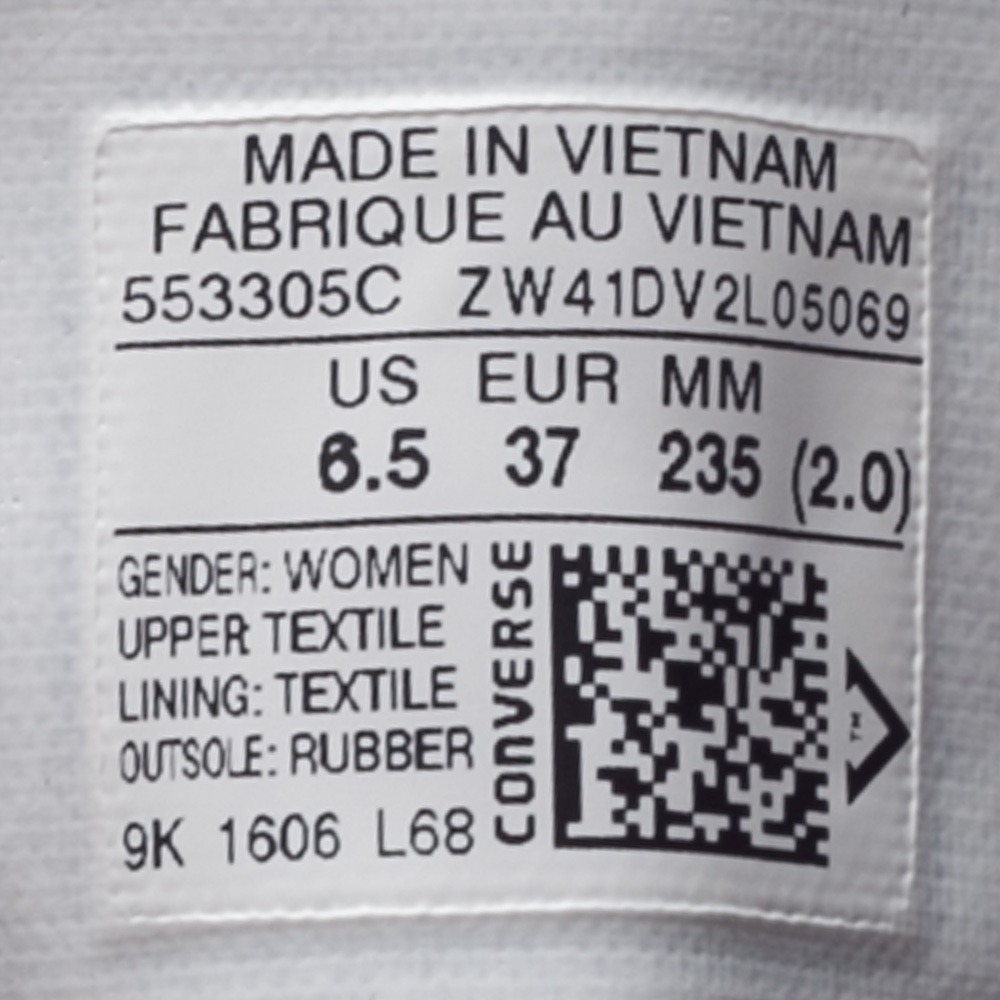 MADE IN VIETNAM
FABRIQUE AU VIETNAM
553305C ZW41DV2L05069
US EUR MM
6.5 37 235 (2.0)
GENDER: WOMEN
UPPER TEXTILE
LINING: TEXTILE
OUTSOLE: RUBBER
9K 1606 L68
CONVERSE
TM